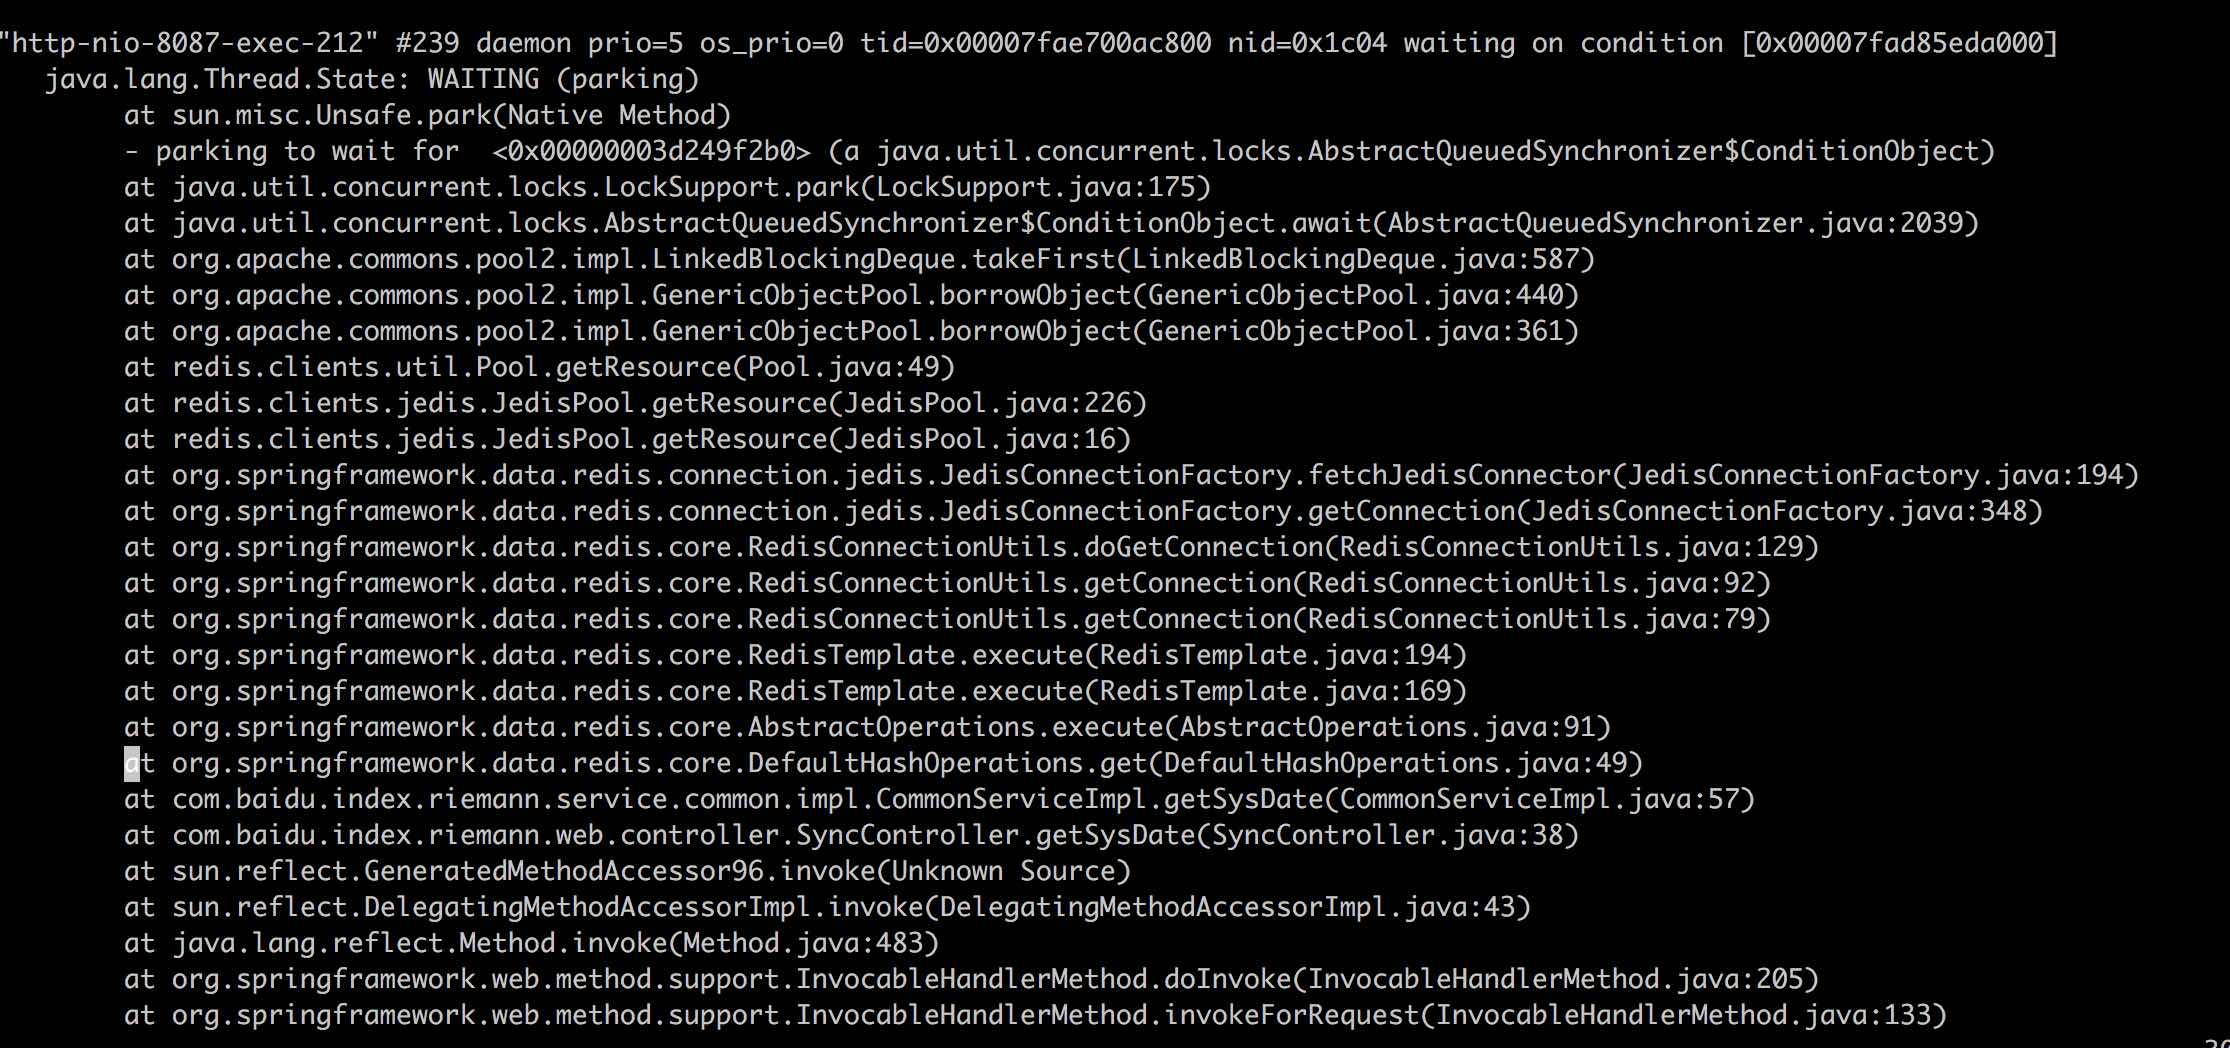 "http-nio-8087-exec-212" #239 daemon prio=5 os_prio=0 tid=0x00007fae700ac800 nid=0x1c04 waiting on condition [0x00007fad85eda000]
java.lang.Thread.State: WAITING (parking)
at sun.misc.Unsafe.park(Native Method)
- parking to wait for  <0x00000003d249f2b0> (a java.util.concurrent.locks.AbstractQueuedSynchronizer$ConditionObject)
at java.util.concurrent.locks.LockSupport.park(LockSupport.java:175)
at java.util.concurrent.locks.AbstractQueuedSynchronizer$ConditionObject.await(AbstractQueuedSynchronizer.java:2039)
at org.apache.commons.pool2.impl.LinkedBlockingDeque.takeFirst(LinkedBlockingDeque.java:587)
at org.apache.commons.pool2.impl.GenericObjectPool.borrowObject(GenericObjectPool.java:440)
at org.apache.commons.pool2.impl.GenericObjectPool.borrowObject(GenericObjectPool.java:361)
at redis.clients.util.Pool.getResource(Pool.java:49)
at redis.clients.jedis.JedisPool.getResource(JedisPool.java:226)
at redis.clients.jedis.JedisPool.getResource(JedisPool.java:16)
at org.springframework.data.redis.connection.jedis.JedisConnectionFactory.fetchJedisConnector(JedisConnectionFactory.java:194)
at org.springframework.data.redis.connection.jedis.JedisConnectionFactory.getConnection(JedisConnectionFactory.java:348)
at org.springframework.data.redis.core.RedisConnectionUtils.doGetConnection(RedisConnectionUtils.java:129)
at org.springframework.data.redis.core.RedisConnectionUtils.getConnection(RedisConnectionUtils.java:92)
at org.springframework.data.redis.core.RedisConnectionUtils.getConnection(RedisConnectionUtils.java:79)
at org.springframework.data.redis.core.RedisTemplate.execute(RedisTemplate.java:194)
at org.springframework.data.redis.core.RedisTemplate.execute(RedisTemplate.java:169)
at org.springframework.data.redis.core.AbstractOperations.execute(AbstractOperations.java:91)
at org.springframework.data.redis.core.DefaultHashOperations.get(DefaultHashOperations.java:49)
at com.baidu.index.riemann.service.common.impl.CommonServiceImpl.getSysDate(CommonServiceImpl.java:57)
at com.baidu.index.riemann.web.controller.SyncController.getSysDate(SyncController.java:38)
at sun.reflect.GeneratedMethodAccessor96.invoke(Unknown Source)
at sun.reflect.DelegatingMethodAccessorImpl.invoke(DelegatingMethodAccessorImpl.java:43)
at java.lang.reflect.Method.invoke(Method.java:483)
at org.springframework.web.method.support.InvocableHandlerMethod.doInvoke(InvocableHandlerMethod.java:205)
at org.springframework.web.method.support.InvocableHandlerMethod.invokeForRequest(InvocableHandlerMethod.java:133)